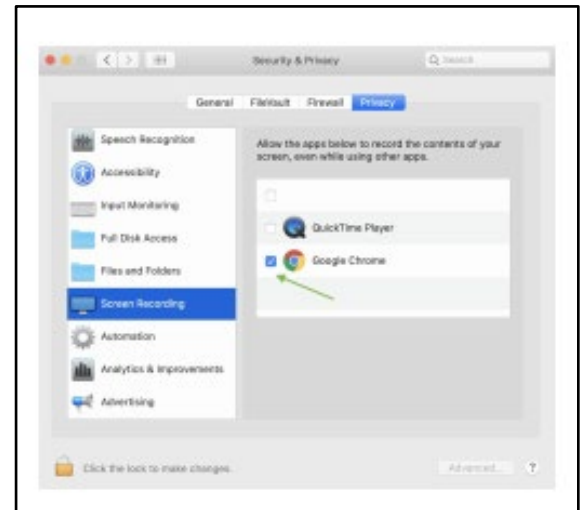 Security & Privacy
Search
General FileVault Firewall Privacy
Speech Recognition
Accessibility
Input Monitoring
Full Disk Access
Files and Folders
Screen Recording
Automation
Analytics & Improvements
Advertising
Allow the apps below to record the contents of your
screen, even while using other apps.
QuickTime Player
Google Chrome
Click the lock to make changes.
Advanced...
?